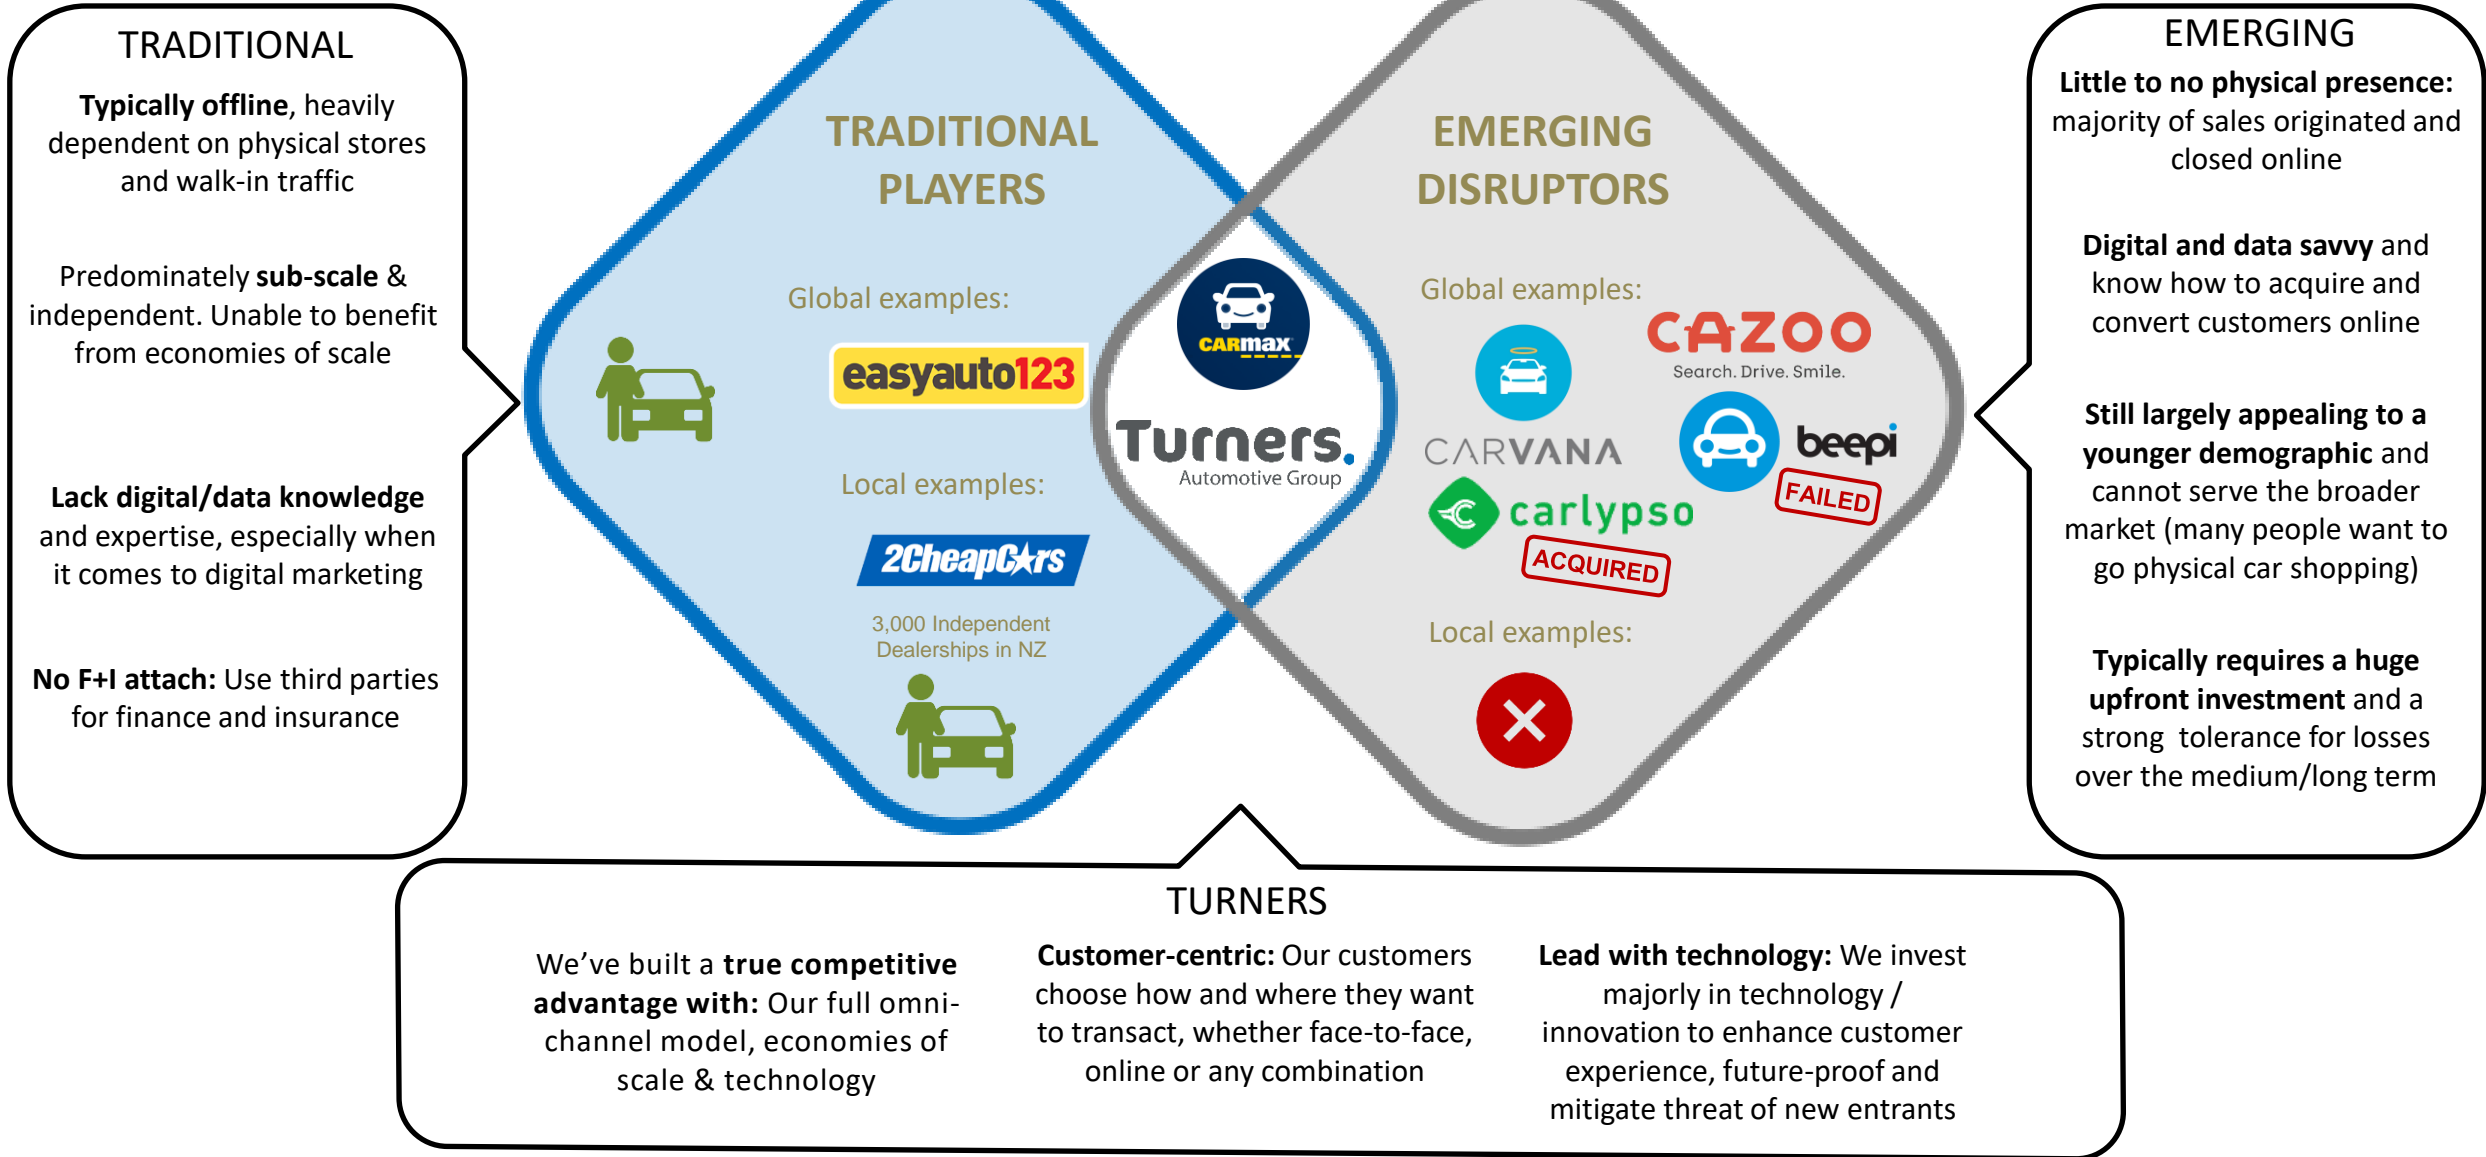 TRADITIONAL
Typically offline, heavily
dependent on physical stores
and walk-in traffic
Predominately sub-scale &
independent. Unable to benefit
from economies of scale
Lack digital/data knowledge
and expertise, especially when
it comes to digital marketing
No F+I attach: Use third parties
for finance and insurance
TRADITIONAL
PLAYERS
Global examples:
easyauto123
Local examples:
2CheapCars
3,000 Independent
Dealerships in NZ
CARMAX
Turners.
Automotive Group
EMERGING
DISRUPTORS
Global examples:
CAZOO
Search. Drive. Smile.
CARVANA
beepi
FAILED
carlypso
ACQUIRED
Local examples:
EMERGING
Little to no physical presence:
majority of sales originated and
closed online
Digital and data savvy and
know how to acquire and
convert customers online
Still largely appealing to a
younger demographic and
cannot serve the broader
market (many people want to
go physical car shopping)
Typically requires a huge
upfront investment and a
strong tolerance for losses
over the medium/long term
TURNERS
We’ve built a true competitive
advantage with: Our full omni-
channel model, economies of
scale & technology
Customer-centric: Our customers
choose how and where they want
to transact, whether face-to-face,
online or any combination
Lead with technology: We invest
majorly in technology /
innovation to enhance customer
experience, future-proof and
mitigate threat of new entrants